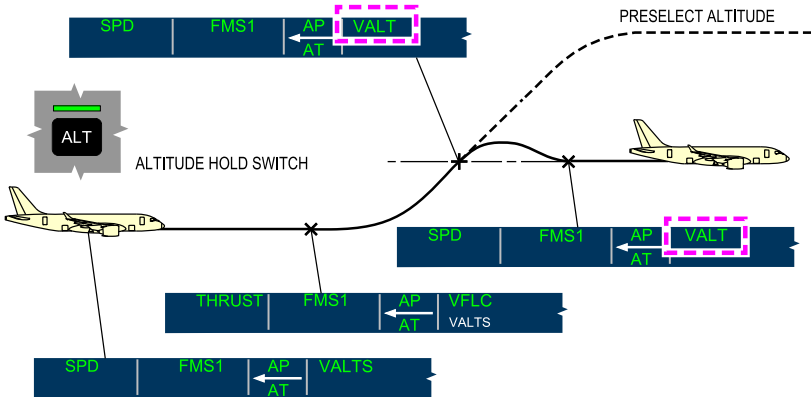 SPD FMS1 AP VALT
AT
PRESELECT ALTITUDE
ALT
ALTITUDE HOLD SWITCH
SPD FMS1 AP VALT
AT
THRUST FMS1 AP VFLC
AT VALTS
SPD FMS1 AP VALTS
AT